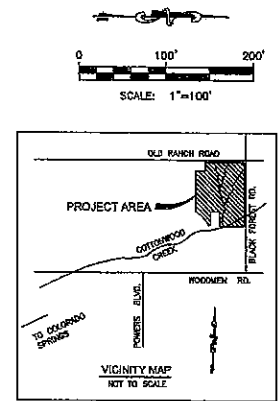 0 100' 200'
SCALE: 1"=100'
OLD RANCH ROAD
PROJECT AREA
COTTONWOOD
CREEK
BLACK FOREST RD.
WOODMEN RD.
POWERS BLVD.
TO COLORADO
SPRINGS
VICINITY MAP
NOT TO SCALE